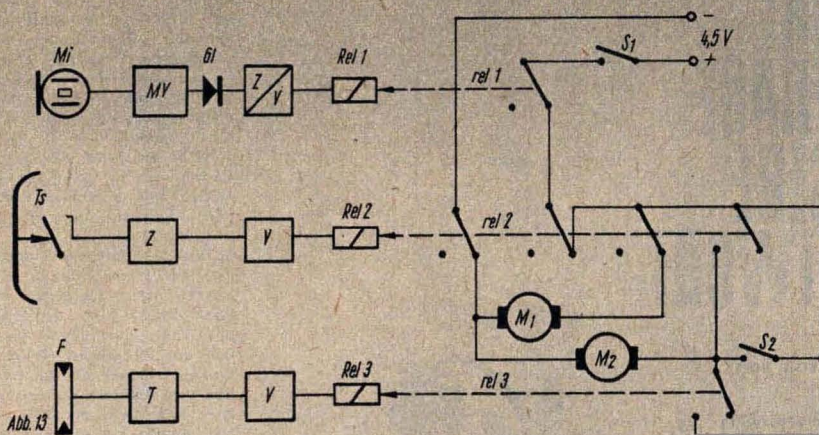 Mi
MV
Gl
Z
V
Rel 1
rel 1
S1
−
4,5 V
+
Ts
Z
V
Rel 2
rel 2
M1
M2
S2
F
T
V
Rel 3
rel 3
Abb. 13